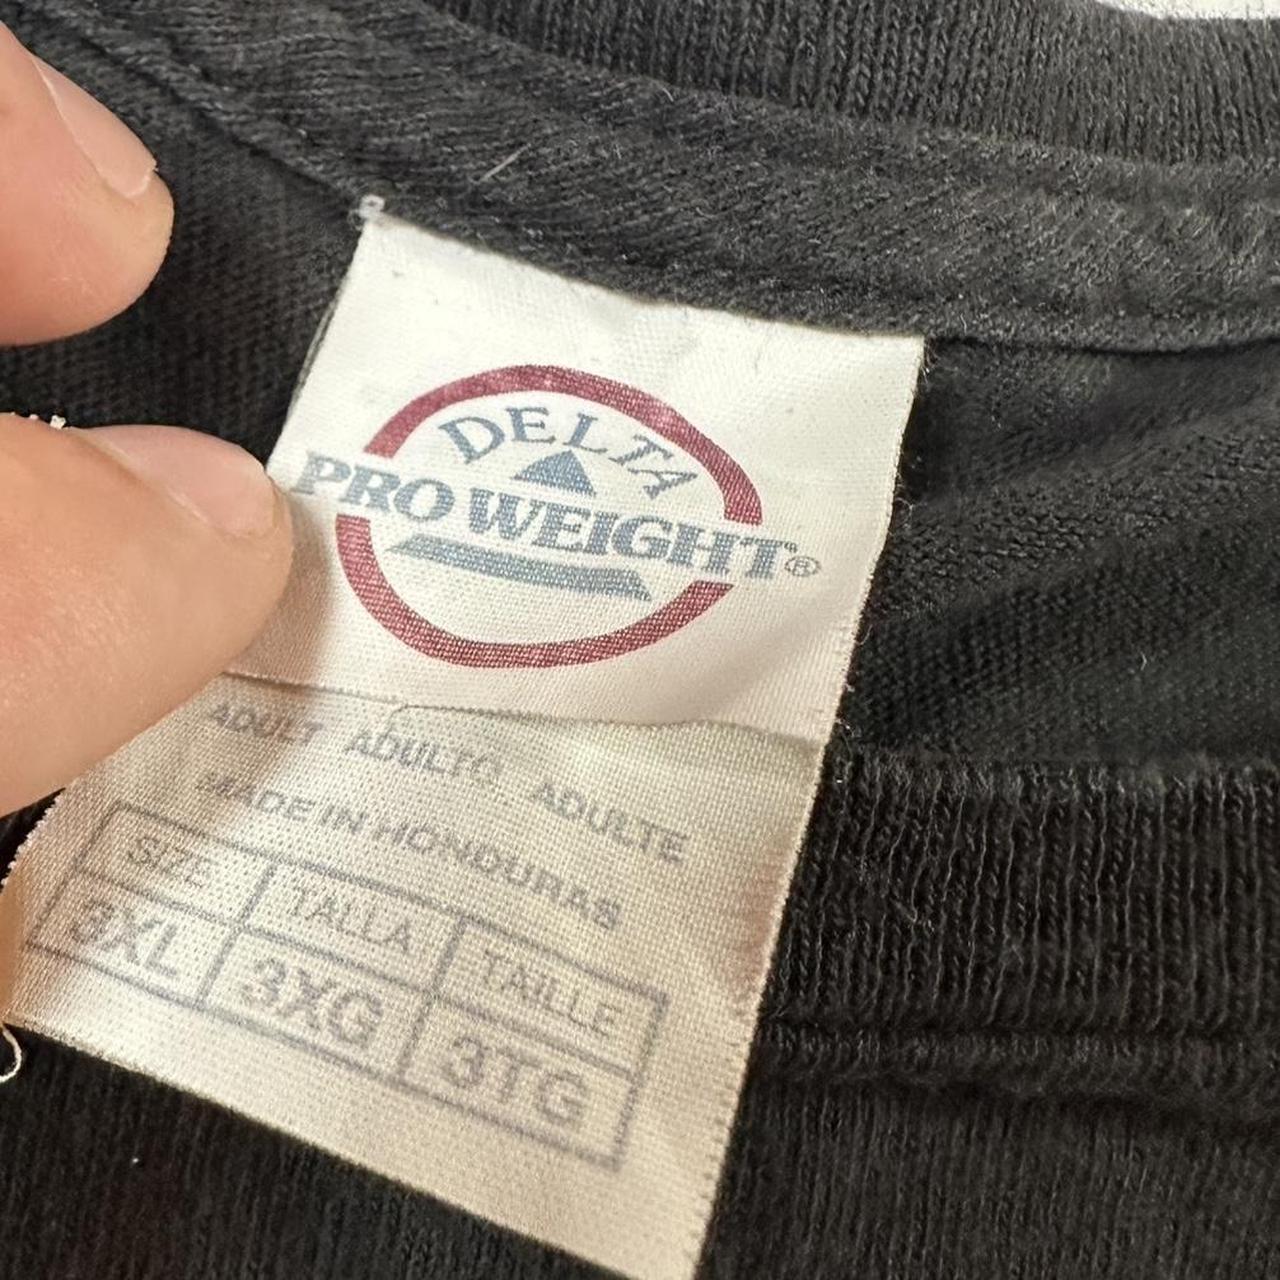 DELTA
PRO WEIGHT®
ADULT ADULTO ADULTE
MADE IN HONDURAS
SIZE TALLA TAILLE
3XL 3XG 3TG